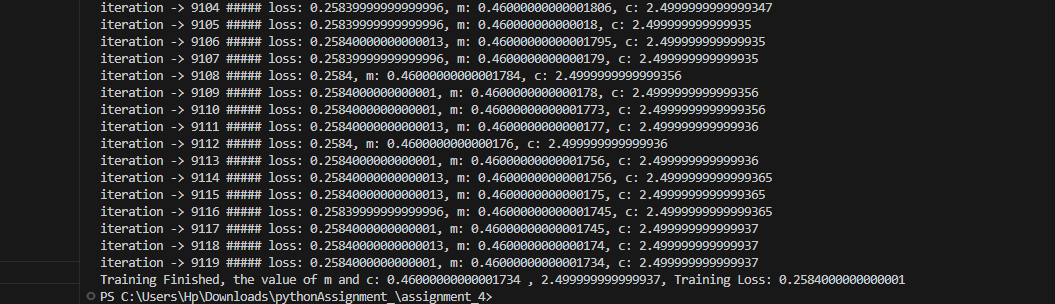 iteration -> 9104 ##### loss: 0.25839999999999996, m: 0.46000000000001806, c: 2.4999999999999347
iteration -> 9105 ##### loss: 0.25839999999999996, m: 0.460000000000018, c: 2.499999999999935
iteration -> 9106 ##### loss: 0.25840000000000013, m: 0.46000000000001795, c: 2.499999999999935
iteration -> 9107 ##### loss: 0.25839999999999996, m: 0.4600000000000179, c: 2.499999999999935
iteration -> 9108 ##### loss: 0.2584, m: 0.46000000000001784, c: 2.4999999999999356
iteration -> 9109 ##### loss: 0.2584000000000001, m: 0.4600000000000178, c: 2.4999999999999356
iteration -> 9110 ##### loss: 0.2584000000000001, m: 0.46000000000001773, c: 2.4999999999999356
iteration -> 9111 ##### loss: 0.25840000000000013, m: 0.4600000000000177, c: 2.499999999999936
iteration -> 9112 ##### loss: 0.2584, m: 0.4600000000000176, c: 2.499999999999936
iteration -> 9113 ##### loss: 0.2584000000000001, m: 0.46000000000001756, c: 2.499999999999936
iteration -> 9114 ##### loss: 0.25840000000000013, m: 0.46000000000001756, c: 2.4999999999999365
iteration -> 9115 ##### loss: 0.25840000000000013, m: 0.4600000000000175, c: 2.4999999999999365
iteration -> 9116 ##### loss: 0.25839999999999996, m: 0.46000000000001745, c: 2.4999999999999365
iteration -> 9117 ##### loss: 0.2584000000000001, m: 0.46000000000001745, c: 2.499999999999937
iteration -> 9118 ##### loss: 0.25840000000000013, m: 0.4600000000000174, c: 2.499999999999937
iteration -> 9119 ##### loss: 0.2584000000000001, m: 0.46000000000001734, c: 2.499999999999937
Training Finished, the value of m and c: 0.46000000000001734 , 2.499999999999937, Training Loss: 0.2584000000000001
PS C:\Users\Hp\Downloads\pythonAssignment_\assignment_4>